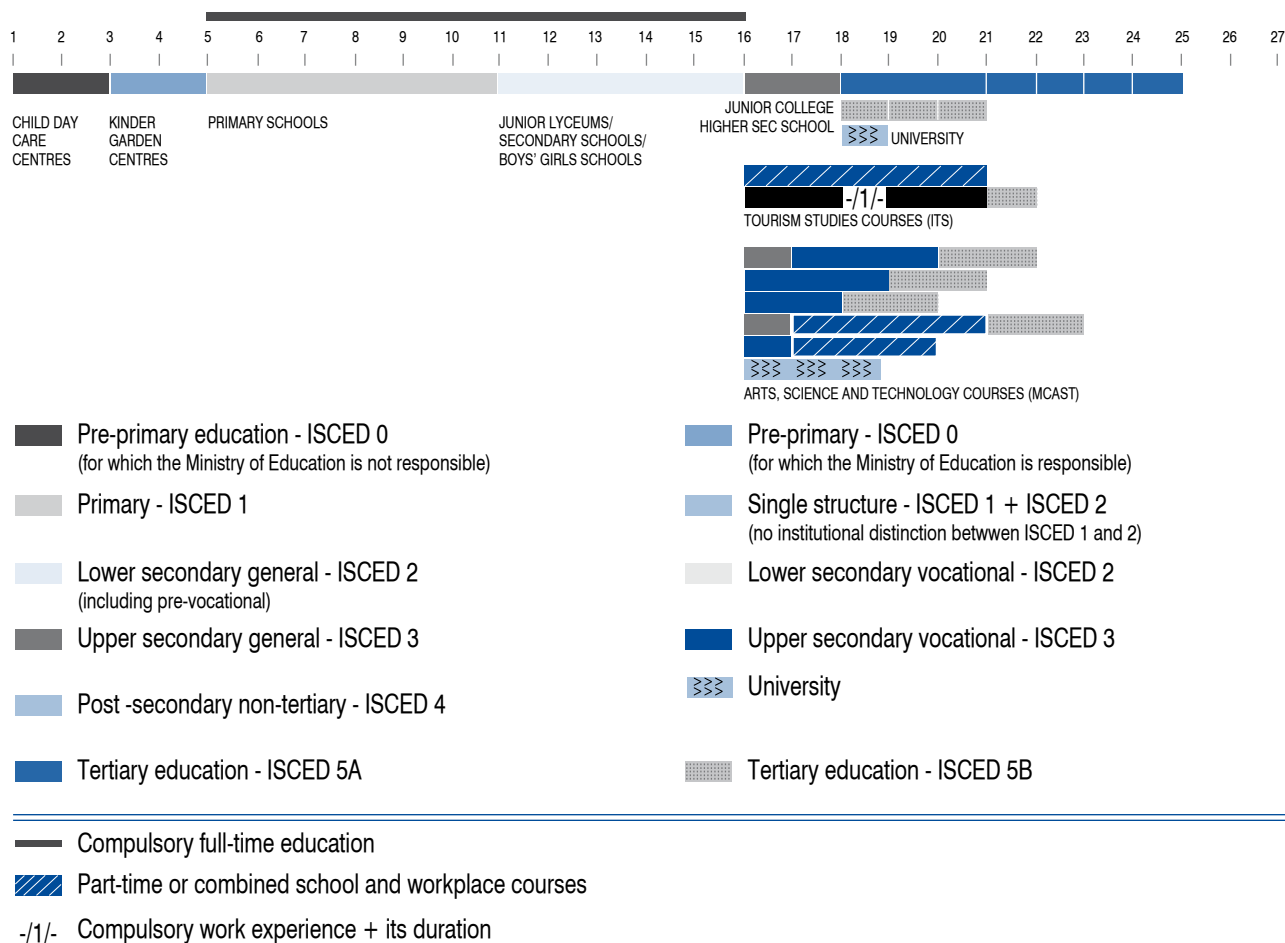 1 2 3 4 5 6 7 8 9 10 11 12 13 14 15 16 17 18 19 20 21 22 23 24 25 26 27
CHILD DAY
CARE
CENTRES
KINDER
GARDEN
CENTRES
PRIMARY SCHOOLS
JUNIOR LYCEUMS/
SECONDARY SCHOOLS/
BOYS' GIRLS SCHOOLS
JUNIOR COLLEGE
HIGHER SEC SCHOOL
UNIVERSITY
-/1/-
TOURISM STUDIES COURSES (ITS)
ARTS, SCIENCE AND TECHNOLOGY COURSES (MCAST)
Pre-primary education - ISCED 0
(for which the Ministry of Education is not responsible)
Pre-primary - ISCED 0
(for which the Ministry of Education is responsible)
Primary - ISCED 1
Single structure - ISCED 1 + ISCED 2
(no institutional distinction betwwen ISCED 1 and 2)
Lower secondary general - ISCED 2
(including pre-vocational)
Lower secondary vocational - ISCED 2
Upper secondary general - ISCED 3
Upper secondary vocational - ISCED 3
Post -secondary non-tertiary - ISCED 4
University
Tertiary education - ISCED 5A
Tertiary education - ISCED 5B
Compulsory full-time education
Part-time or combined school and workplace courses
-/1/- Compulsory work experience + its duration